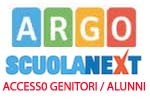 ARGO
SCUOLANEXT
ACCESSO GENITORI / ALUNNI